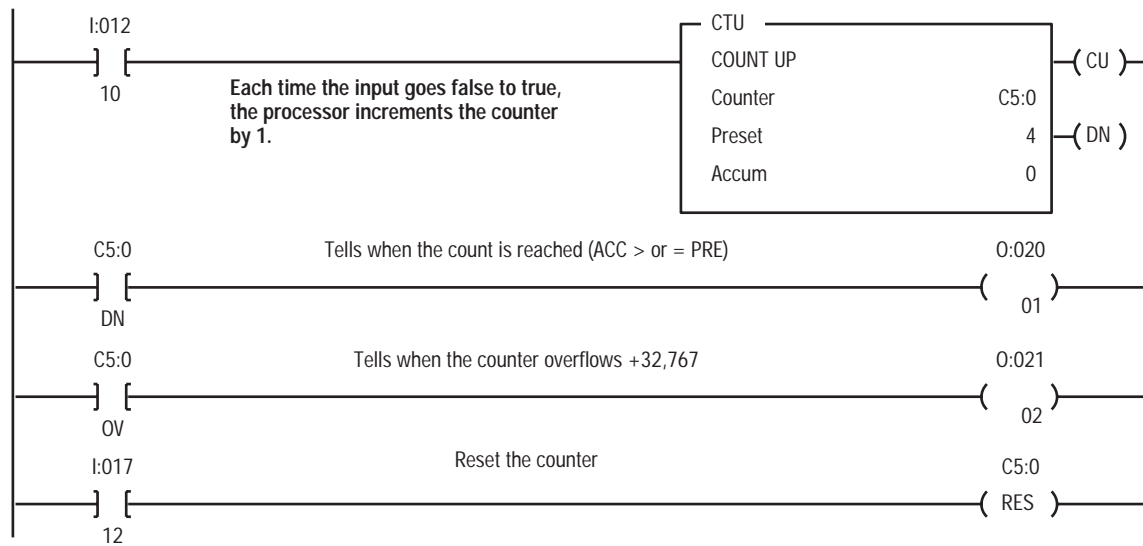 I:012
10
Each time the input goes false to true,
the processor increments the counter
by 1.
CTU
COUNT UP
Counter C5:0
Preset 4
Accum 0
CU
DN
C5:0
DN
Tells when the count is reached (ACC > or = PRE)
O:020
01
C5:0
OV
Tells when the counter overflows +32,767
O:021
02
I:017
12
Reset the counter
C5:0
RES